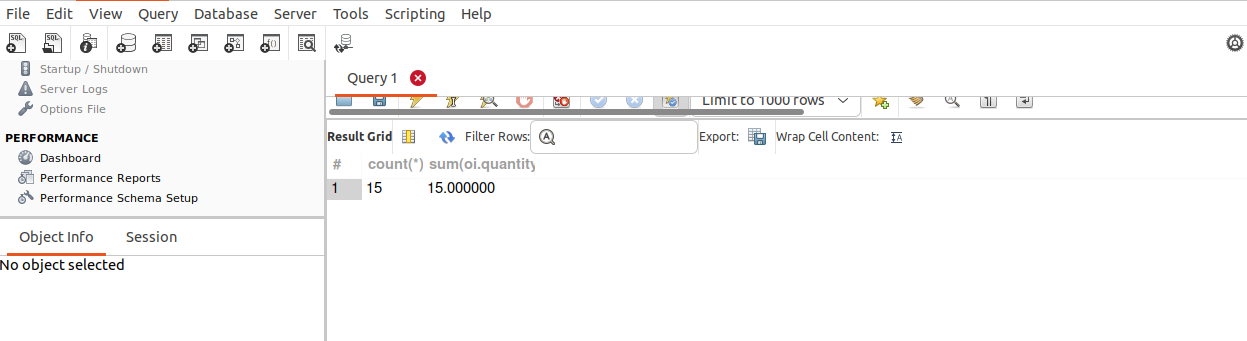 File Edit View Query Database Server Tools Scripting Help
SQL SQL
Startup / Shutdown
Server Logs
Options File
PERFORMANCE
Dashboard
Performance Reports
Performance Schema Setup
Object Info Session
No object selected
Query 1
Limit to 1000 rows
Result Grid Filter Rows: Export: Wrap Cell Content:
# count(*) sum(oi.quantity
1 15 15.000000